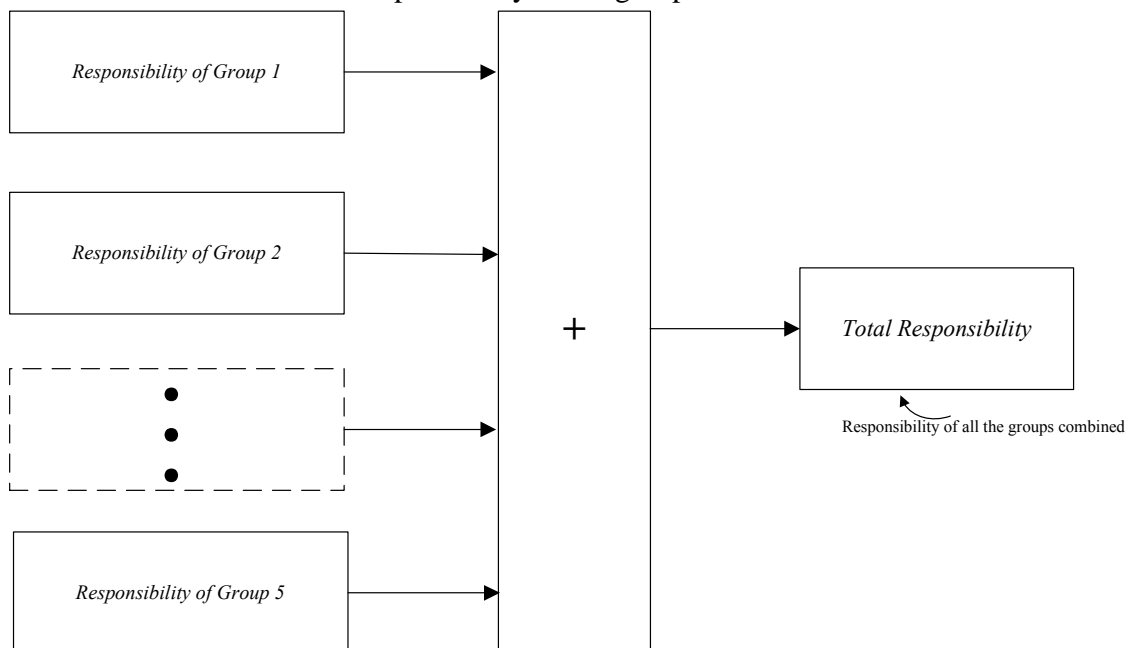 Responsibility of Group 1
Responsibility of Group 2
+
Total Responsibility
Responsibility of all the groups combined
Responsibility of Group 5